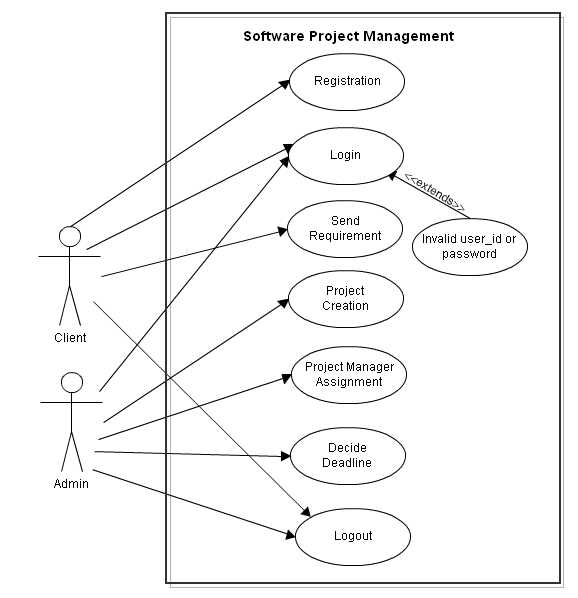 Software Project Management
Registration
Login
<<extends>>
Send
Requirement
Invalid user_id or
password
Project
Creation
Client
Project Manager
Assignment
Decide
Deadline
Admin
Logout